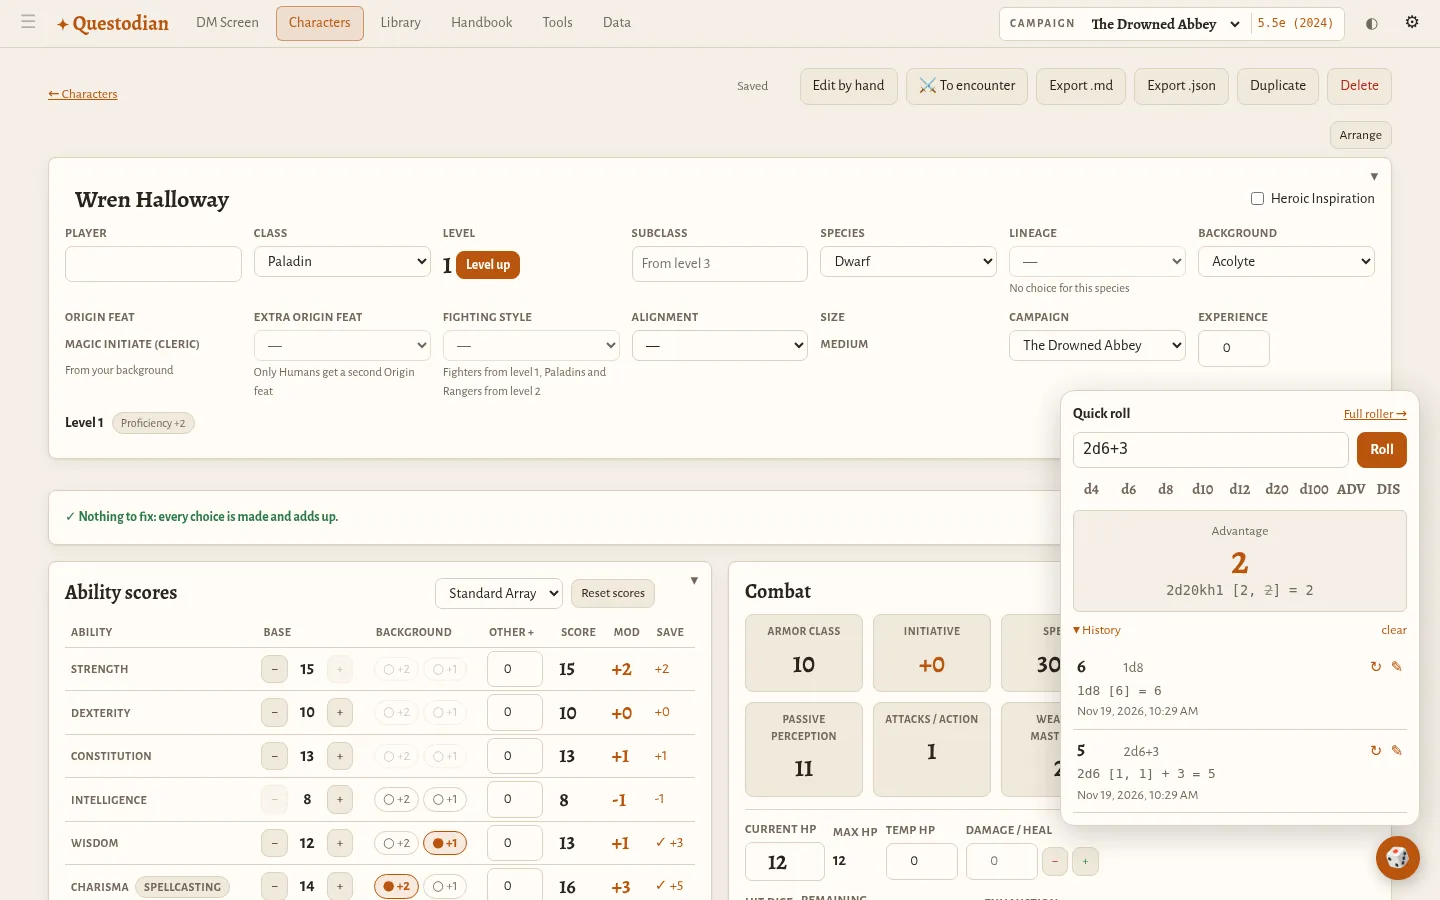 ☰ ✦ Questodian DM Screen Characters Library Handbook Tools Data CAMPAIGN The Drowned Abbey 5.5e (2024) ◐ ⚙
← Characters Saved Edit by hand ⚔️ To encounter Export .md Export .json Duplicate Delete
Arrange
▼
Wren Halloway Heroic Inspiration
PLAYER CLASS LEVEL SUBCLASS SPECIES LINEAGE BACKGROUND
Paladin 1 Level up From level 3 Dwarf — Acolyte
No choice for this species
ORIGIN FEAT EXTRA ORIGIN FEAT FIGHTING STYLE ALIGNMENT SIZE CAMPAIGN EXPERIENCE
MAGIC INITIATE (CLERIC) — — — MEDIUM The Drowned Abbey 0
From your background Only Humans get a second Origin Fighters from level 1, Paladins and
feat Rangers from level 2
Level 1 Proficiency +2
✓ Nothing to fix: every choice is made and adds up.
Ability scores Standard Array Reset scores ▼
ABILITY BASE BACKGROUND OTHER + SCORE MOD SAVE
STRENGTH − 15 + +2 +1 0 15 +2 +2
DEXTERITY − 10 + +2 +1 0 10 +0 +0
CONSTITUTION − 13 + +2 +1 0 13 +1 +1
INTELLIGENCE − 8 + +2 +1 0 8 -1 -1
WISDOM − 12 + +2 +1 0 13 +1 ✓ +3
CHARISMA SPELLCASTING − 14 + +2 +1 0 16 +3 ✓ +5
Combat
ARMOR CLASS INITIATIVE SPE
10 +0 30
PASSIVE PERCEPTION ATTACKS / ACTION WEA
MAST
11 1 2
CURRENT HP MAX HP TEMP HP DAMAGE / HEAL
12 12 0 0 − +
HIT DICE REMAINING EXHAUSTION
Quick roll Full roller →
2d6+3 Roll
d4 d6 d8 d10 d12 d20 d100 ADV DIS
Advantage
2
2d20kh1 [2, 2] = 2
▾ History clear
6 1d8 ↻ ✎
1d8 [6] = 6
Nov 19, 2026, 10:29 AM
5 2d6+3 ↻ ✎
2d6 [1, 1] + 3 = 5
Nov 19, 2026, 10:29 AM